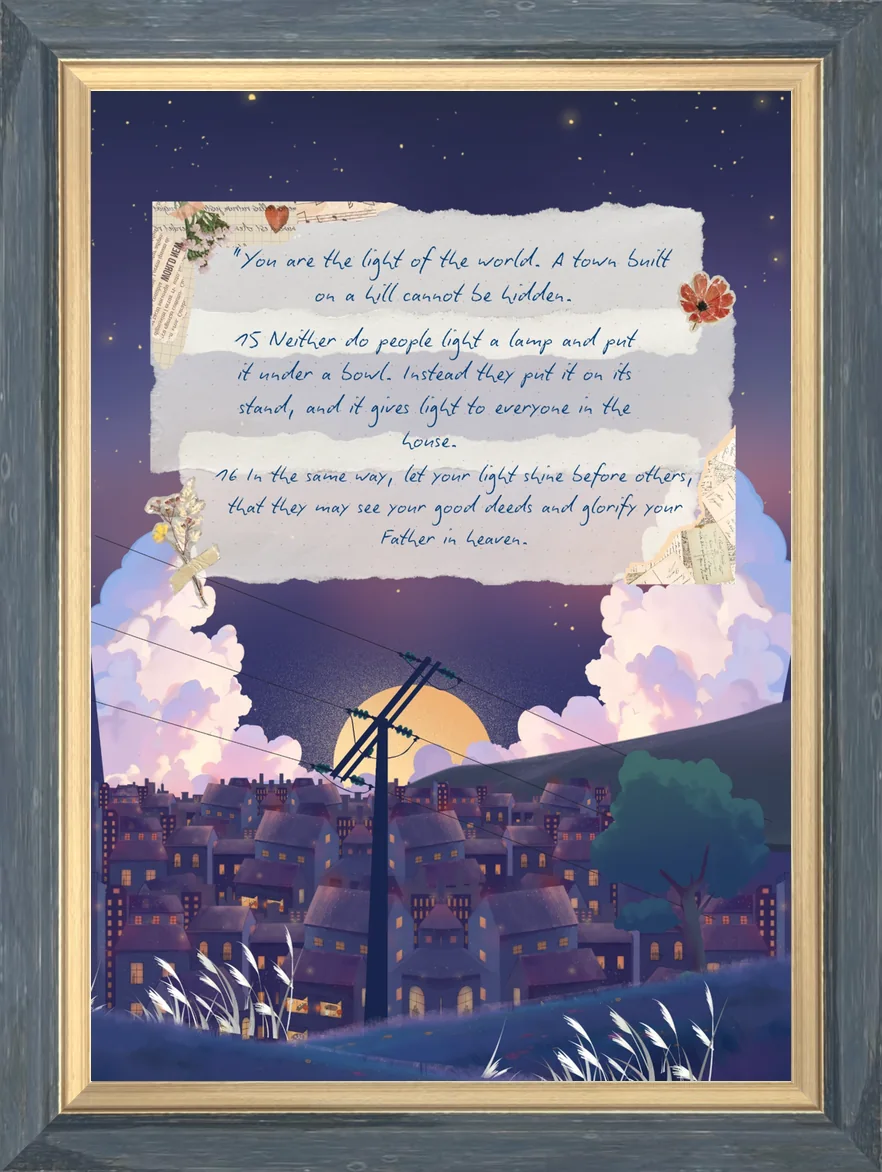 "You are the light of the world. A town built
on a hill cannot be hidden.
15 Neither do people light a lamp and put
it under a bowl. Instead they put it on its
stand, and it gives light to everyone in the
house.
16 In the same way, let your light shine before others,
that they may see your good deeds and glorify your
Father in heaven.